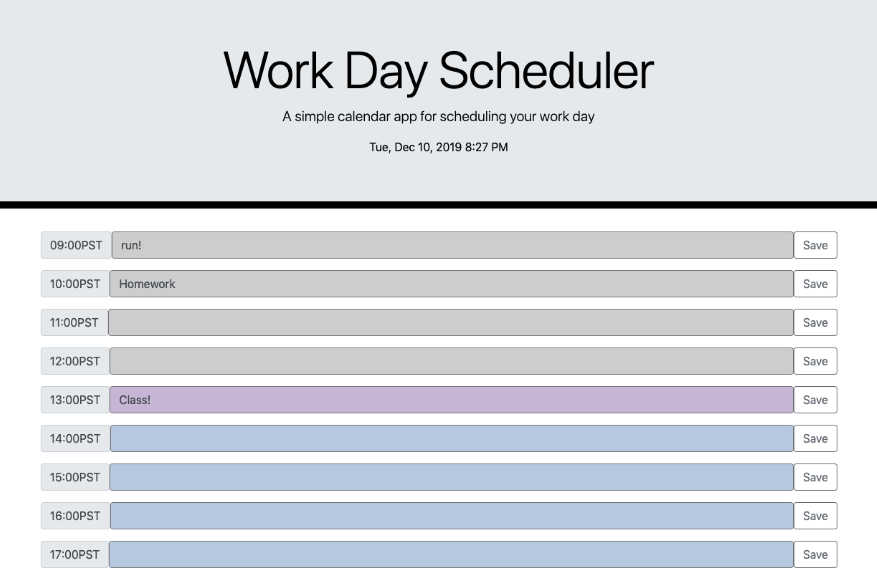 Work Day Scheduler
A simple calendar app for scheduling your work day
Tue, Dec 10, 2019 8:27 PM
09:00PST run! Save
10:00PST Homework Save
11:00PST Save
12:00PST Save
13:00PST Class! Save
14:00PST Save
15:00PST Save
16:00PST Save
17:00PST Save